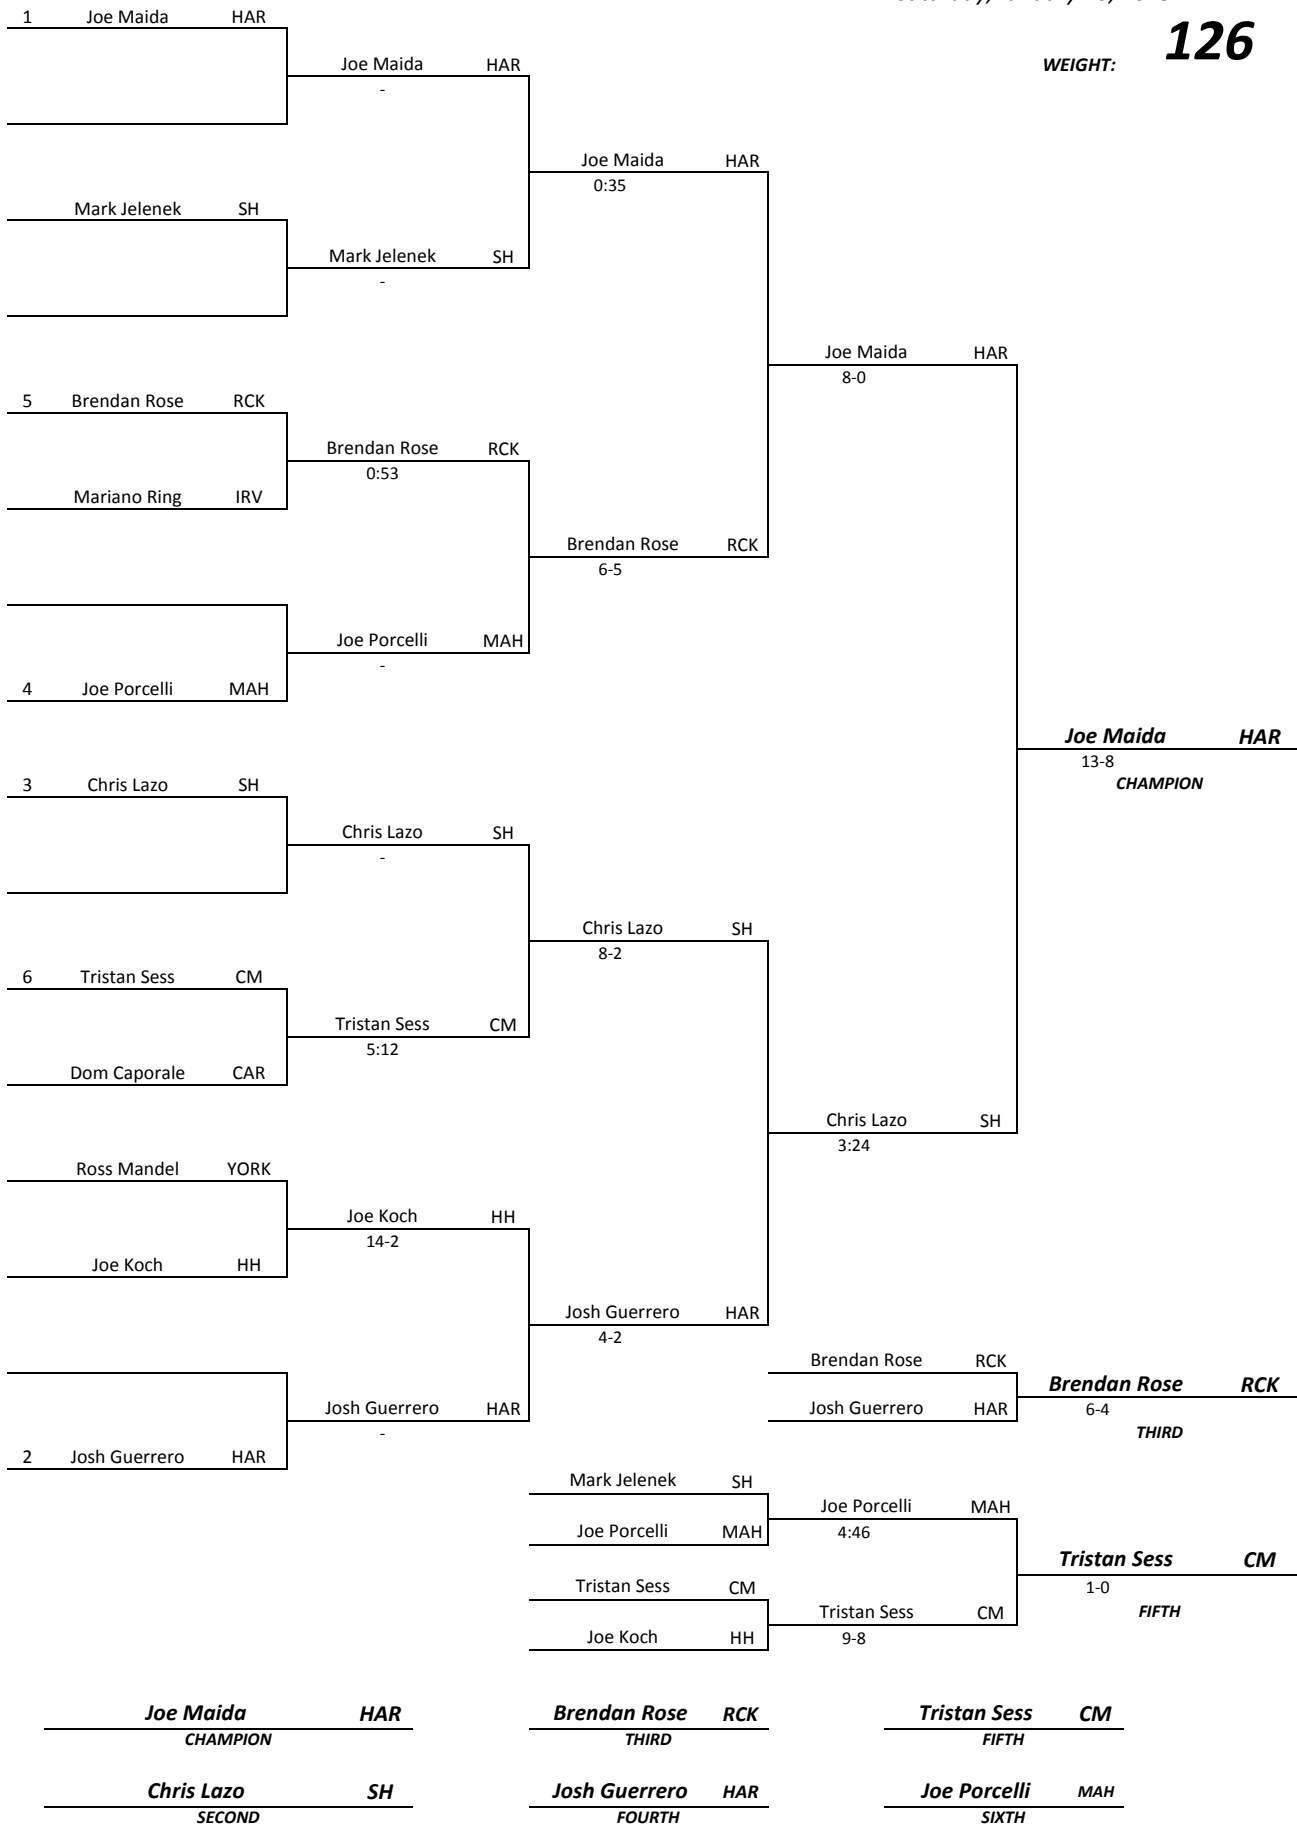 1 Joe Maida HAR
WEIGHT: 126
Joe Maida HAR
-
Joe Maida HAR
0:35
Mark Jelenek SH
Mark Jelenek SH
-
Joe Maida HAR
8-0
5 Brendan Rose RCK
Brendan Rose RCK
0:53
Mariano Ring IRV
Brendan Rose RCK
6-5
Joe Porcelli MAH
-
4 Joe Porcelli MAH
Joe Maida HAR
13-8
CHAMPION
3 Chris Lazo SH
Chris Lazo SH
-
Chris Lazo SH
8-2
6 Tristan Sess CM
Tristan Sess CM
5:12
Dom Caporale CAR
Chris Lazo SH
3:24
Ross Mandel YORK
Joe Koch HH
14-2
Joe Koch HH
Josh Guerrero HAR
4-2
Brendan Rose RCK
Brendan Rose RCK
Josh Guerrero HAR
6-4
THIRD
Josh Guerrero HAR
-
2 Josh Guerrero HAR
Mark Jelenek SH
Joe Porcelli MAH
4:46
Joe Porcelli MAH
Tristan Sess CM
1-0
FIFTH
Tristan Sess CM
Tristan Sess CM
9-8
Joe Koch HH
Joe Maida HAR Brendan Rose RCK Tristan Sess CM
CHAMPION THIRD FIFTH
Chris Lazo SH Josh Guerrero HAR Joe Porcelli MAH
SECOND FOURTH SIXTH